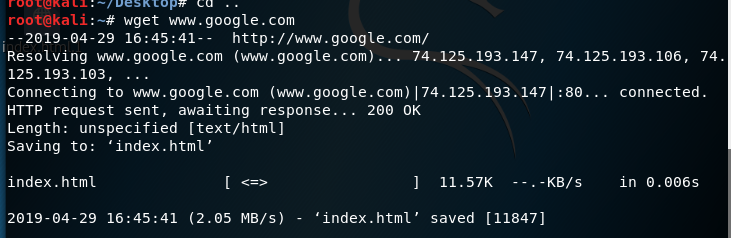 root@kali:~/Desktop# cd ..
root@kali:~# wget www.google.com
--2019-04-29 16:45:41--  http://www.google.com/
Resolving www.google.com (www.google.com)... 74.125.193.147, 74.125.193.106, 74.
125.193.103, ...
Connecting to www.google.com (www.google.com)|74.125.193.147|:80... connected.
HTTP request sent, awaiting response... 200 OK
Length: unspecified [text/html]
Saving to: ‘index.html’
index.html              [ <=>                ]  11.57K  --.-KB/s    in 0.006s
2019-04-29 16:45:41 (2.05 MB/s) - ‘index.html’ saved [11847]